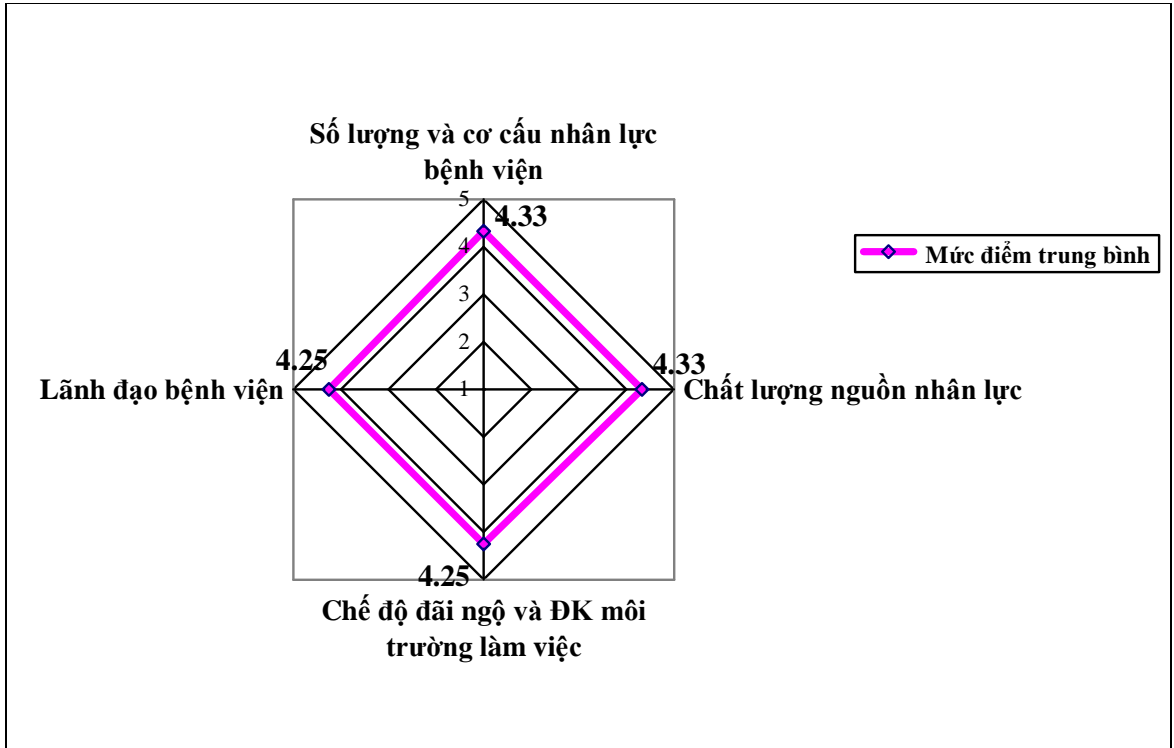 Số lượng và cơ cấu nhân lực
bệnh viện
5
4.33
4
3
2
1
Mức điểm trung bình
4.25
Lãnh đạo bệnh viện
4.33
Chất lượng nguồn nhân lực
4.25
Chế độ đãi ngộ và ĐK môi
trường làm việc